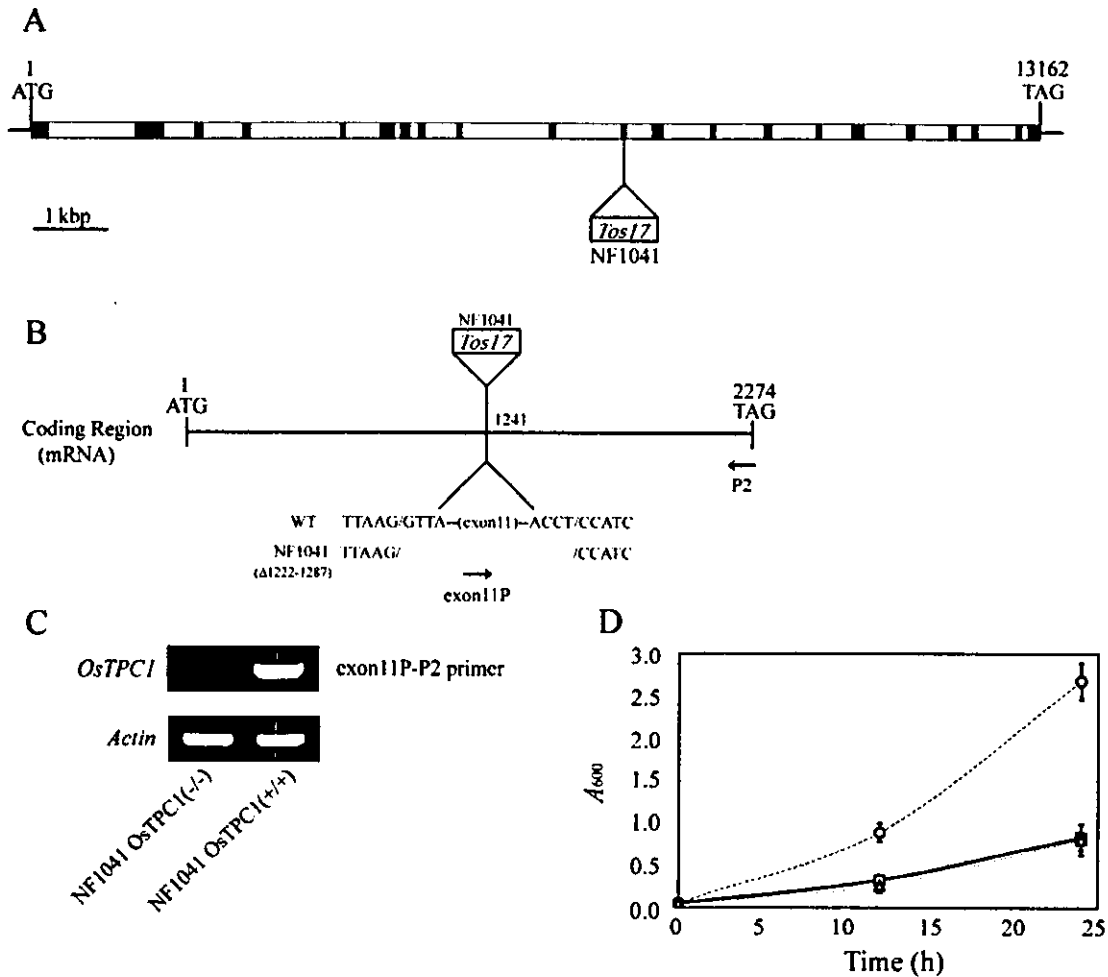 A
1
ATG
13162
TAG
1 kbp
Tos17
NF1041
B
NF1041
Tos17
1
ATG
1241
2274
TAG
Coding Region
(mRNA)
P2
WT TTAAG/GTTA–(exon11)–ACCT/CCATC
NF1041 TTAAG/ /CCATC
(Δ1222-1287)
exon11P
C
OsTPC1
exon11P-P2 primer
Actin
NF1041 OsTPC1(-/-)
NF1041 OsTPC1(+/+)
D
3.0
2.5
2.0
1.5
1.0
0.5
0.0
A600
0 5 10 15 20 25
Time (h)